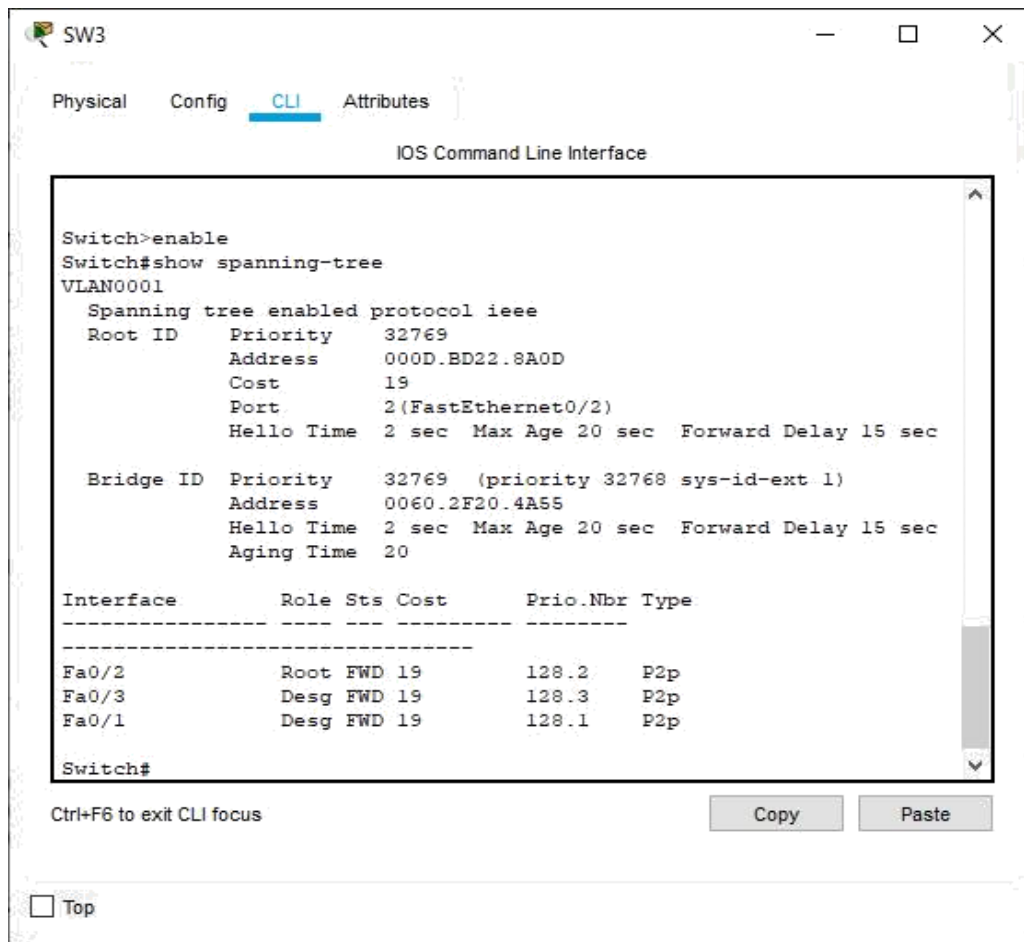 SW3
Physical Config CLI Attributes
IOS Command Line Interface
Switch>enable
Switch#show spanning-tree
VLAN0001
  Spanning tree enabled protocol ieee
  Root ID    Priority    32769
             Address     000D.BD22.8A0D
             Cost        19
             Port        2(FastEthernet0/2)
             Hello Time  2 sec  Max Age 20 sec  Forward Delay 15 sec
  Bridge ID  Priority    32769  (priority 32768 sys-id-ext 1)
             Address     0060.2F20.4A55
             Hello Time  2 sec  Max Age 20 sec  Forward Delay 15 sec
             Aging Time  20
Interface        Role Sts Cost      Prio.Nbr Type
---------------- ---- --- --------- --------
--------------------------------
Fa0/2            Root FWD 19        128.2    P2p
Fa0/3            Desg FWD 19        128.3    P2p
Fa0/1            Desg FWD 19        128.1    P2p
Switch#
Ctrl+F6 to exit CLI focus Copy Paste
Top